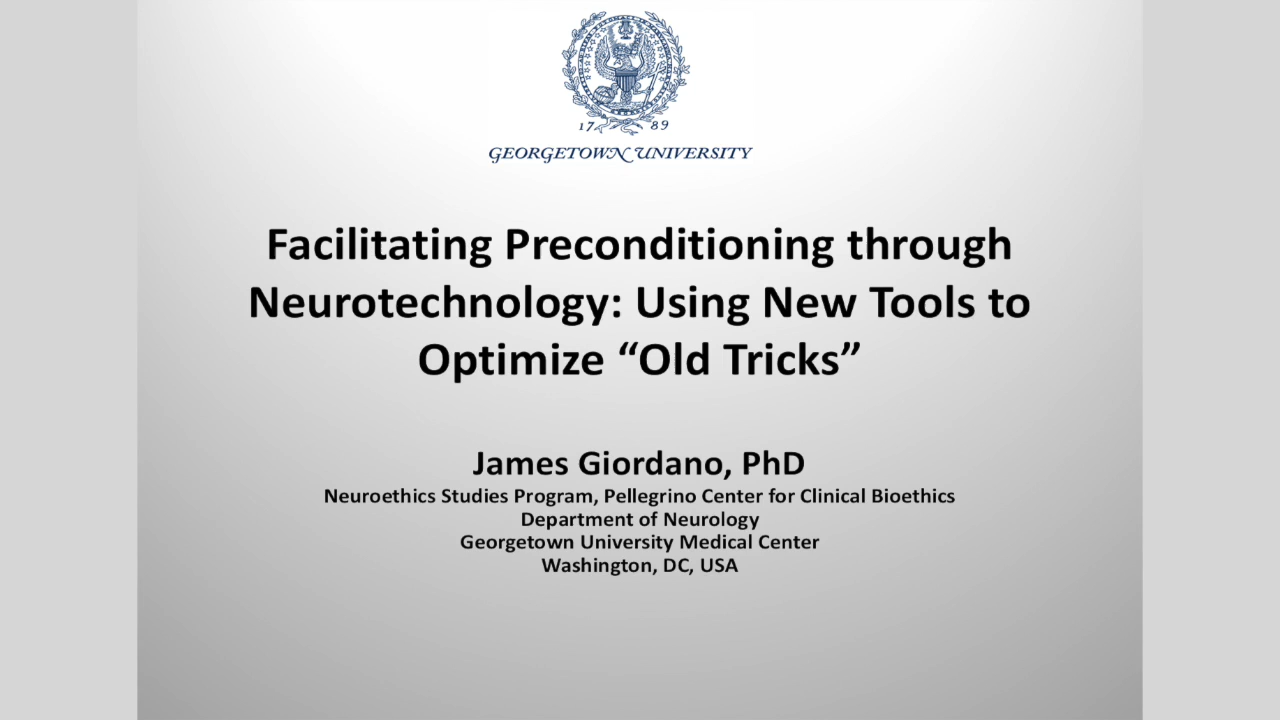 17 89
GEORGETOWN UNIVERSITY
Facilitating Preconditioning through
Neurotechnology: Using New Tools to
Optimize “Old Tricks”
James Giordano, PhD
Neuroethics Studies Program, Pellegrino Center for Clinical Bioethics
Department of Neurology
Georgetown University Medical Center
Washington, DC, USA